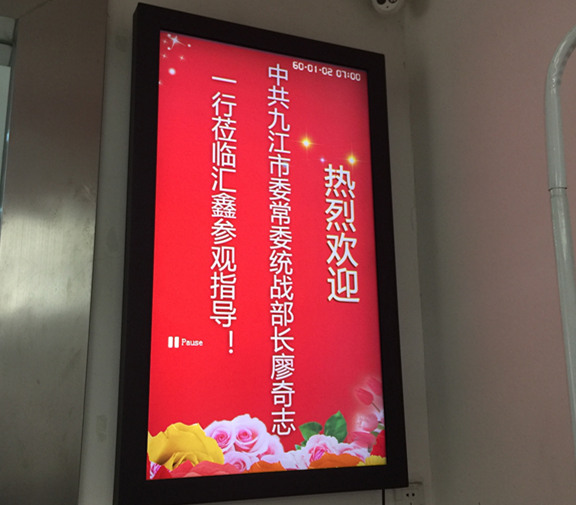 60-01-02 07:00
热烈欢迎
中共九江市委常委统战部长廖奇志
一行莅临汇鑫参观指导！
Pause